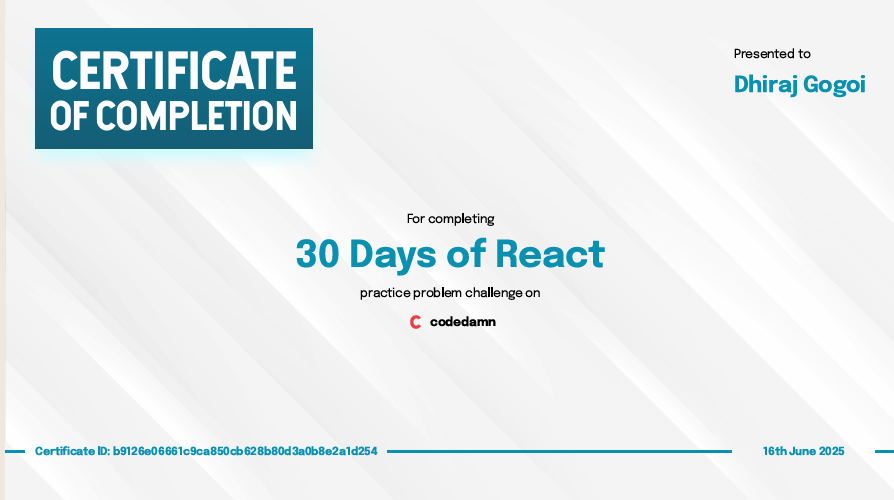 CERTIFICATE
OF COMPLETION
Presented to
Dhiraj Gogoi
For completing
30 Days of React
practice problem challenge on
codedamn
Certificate ID: b9126e06661c9ca850cb628b80d3a0b8e2a1d254
16th June 2025